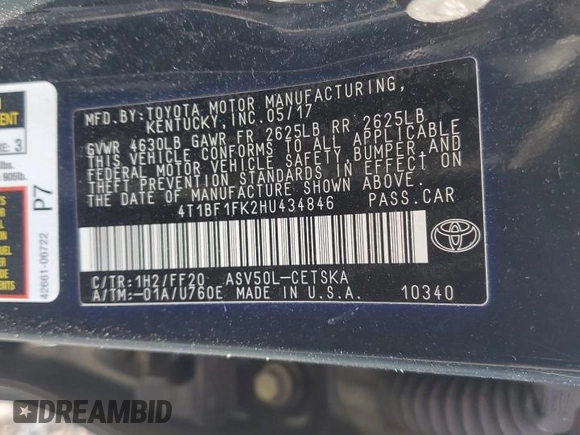 MFD. BY: TOYOTA MOTOR MANUFACTURING,
KENTUCKY, INC. 05/17
GVWR 4630LB GAWR FR 2625LB RR 2625LB
THIS VEHICLE CONFORMS TO ALL APPLICABLE
FEDERAL MOTOR VEHICLE SAFETY, BUMPER AND
THEFT PREVENTION STANDARDS IN EFFECT ON
THE DATE OF MANUFACTURE SHOWN ABOVE.
4T1BF1FK2HU434846 PASS.CAR
C/TR: 1H2/FF20 ASV50L-CETSKA
A/TM: -01A/U760E MADE IN U.S.A. 10340
3
lbs.
P7
42661-06722
DREAMBID